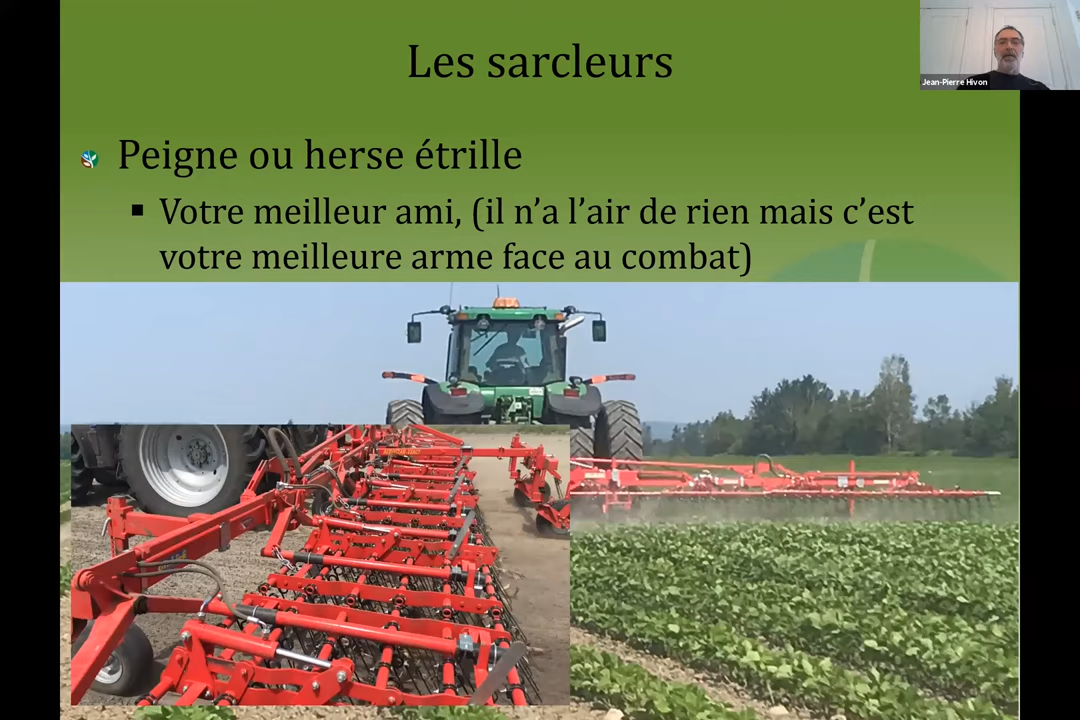 Les sarcleurs
Jean-Pierre Hivon
Peigne ou herse étrille
Votre meilleur ami, (il n’a l’air de rien mais c’est
votre meilleure arme face au combat)